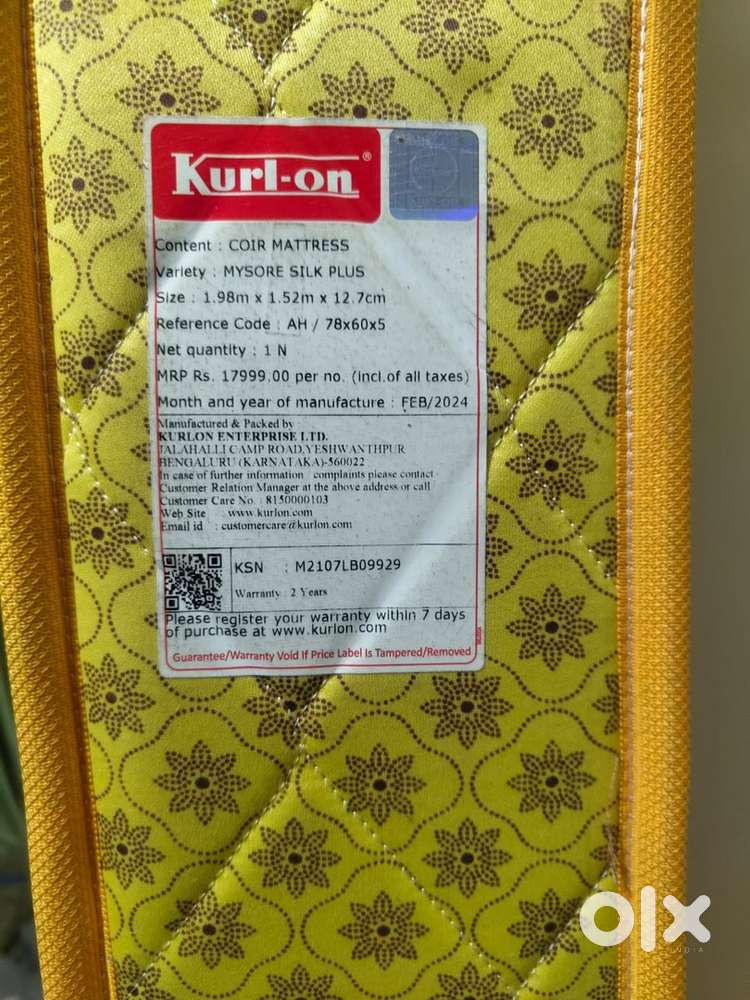 Kurl-on®
Content : COIR MATTRESS
Variety : MYSORE SILK PLUS
Size : 1.98m x 1.52m x 12.7cm
Reference Code : AH / 78x60x5
Net quantity : 1 N
MRP Rs. 17999.00 per no. (incl.of all taxes)
Month and year of manufacture : FEB/2024
Manufactured & Packed by
KURLON ENTERPRISE LTD.
JALAHALLI CAMP ROAD,YESHWANTHPUR
BENGALURU (KARNATAKA)-560022
In case of further information complaints please contact
Customer Relation Manager at the above address or call
Customer Care No. : 8150000103
Web Site : www.kurlon.com
Email id : customercare@kurlon.com
KSN : M2107LB09929
Warranty : 2 Years
Please register your warranty within 7 days
of purchase at www.kurlon.com
Guarantee/Warranty Void If Price Label Is Tampered/Removed
olx
INDIA